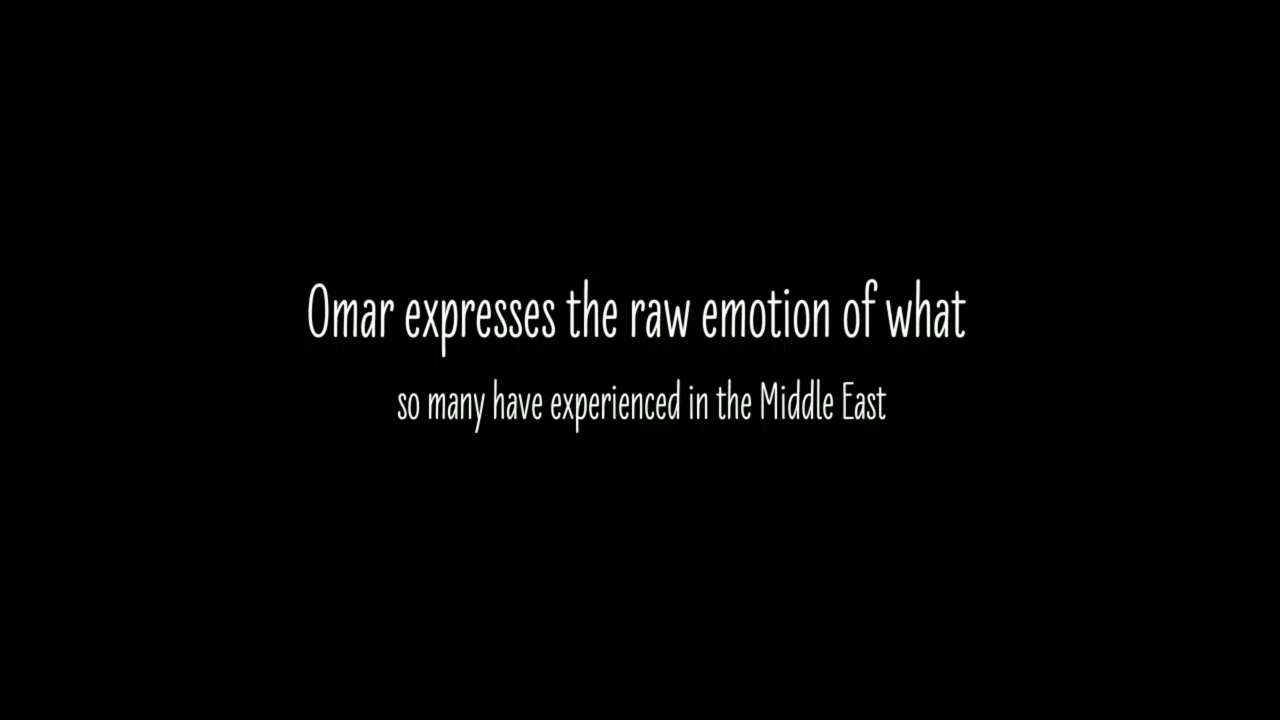 Omar expresses the raw emotion of what
so many have experienced in the Middle East